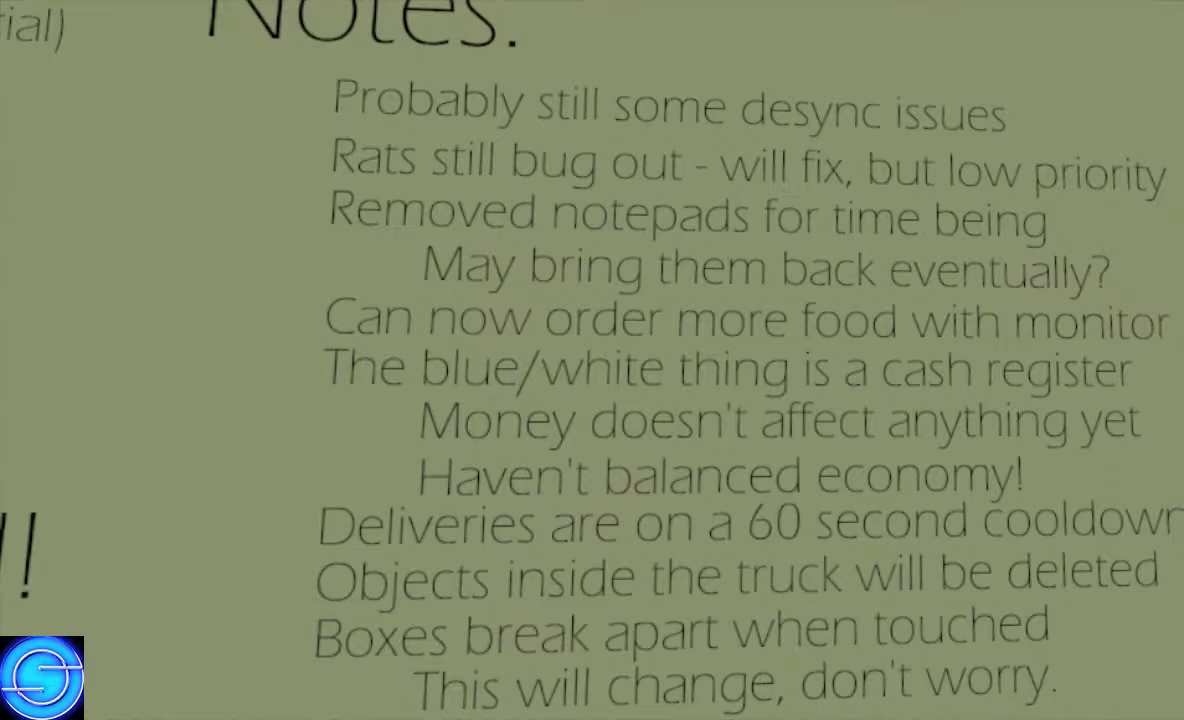 ial)
Notes:
Probably still some desync issues
Rats still bug out - will fix, but low priority
Removed notepads for time being
May bring them back eventually?
Can now order more food with monitor
The blue/white thing is a cash register
Money doesn't affect anything yet
Haven't balanced economy!
Deliveries are on a 60 second cooldown
Objects inside the truck will be deleted
!
Boxes break apart when touched
This will change, don't worry.